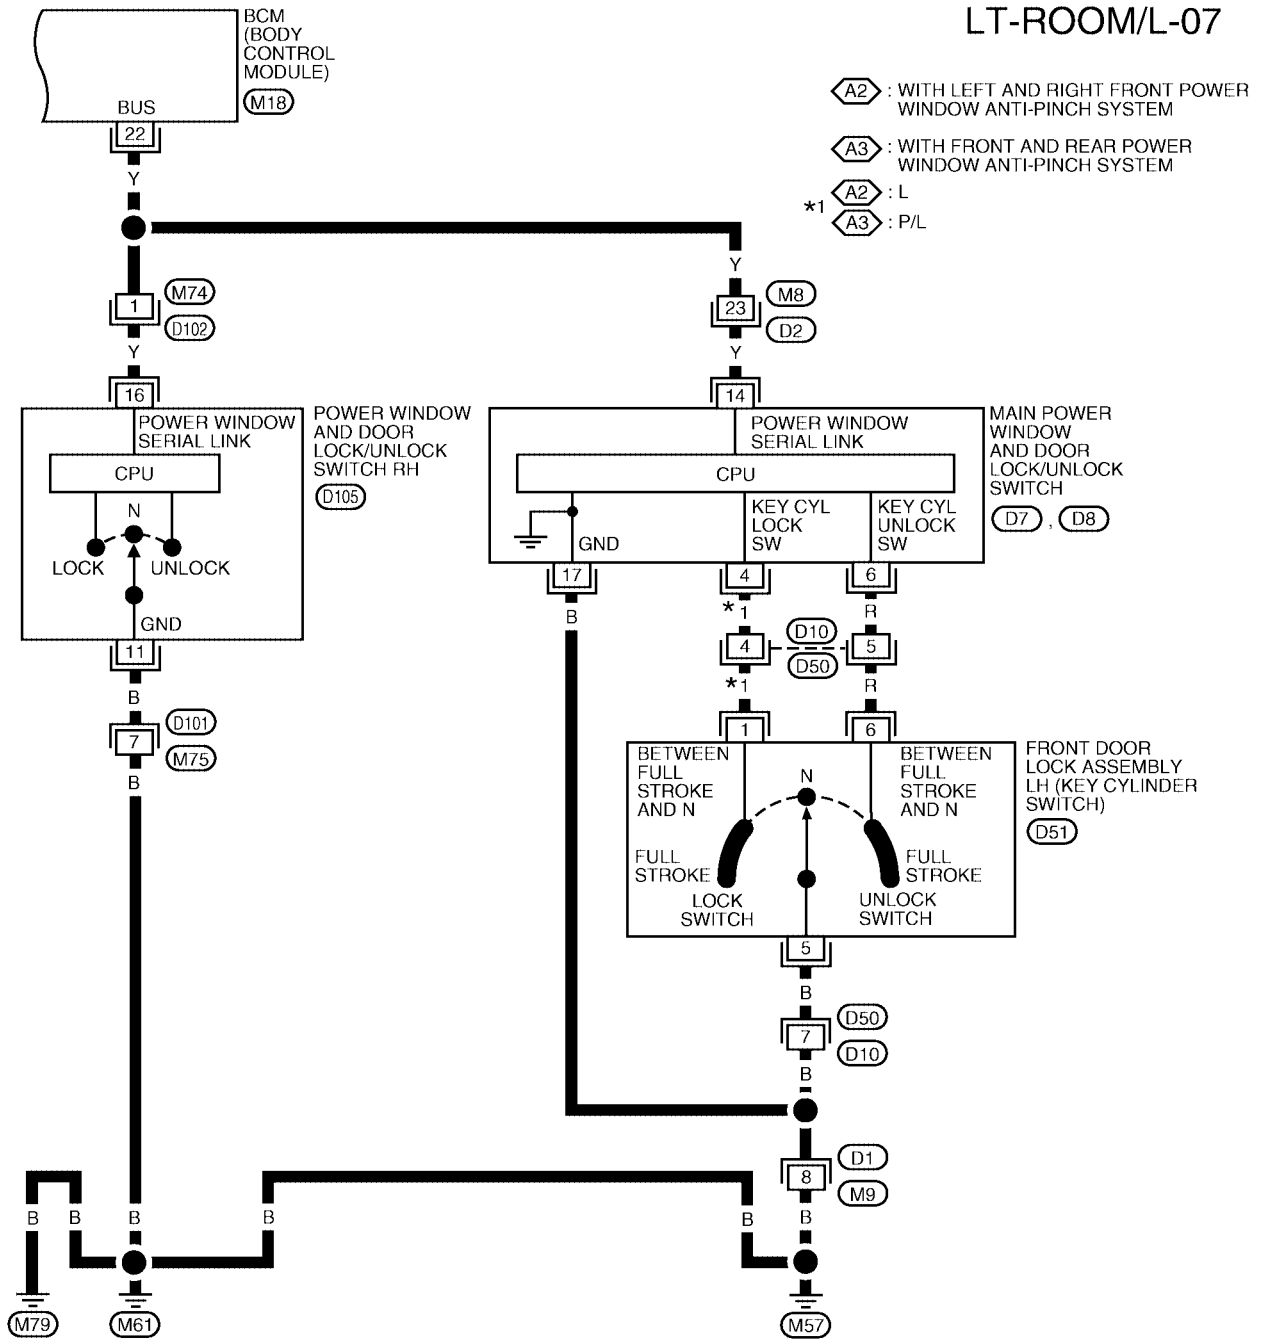 LT-ROOM/L-07
BCM
(BODY
CONTROL
MODULE)
M18
BUS
22
Y
A2 : WITH LEFT AND RIGHT FRONT POWER
WINDOW ANTI-PINCH SYSTEM
A3 : WITH FRONT AND REAR POWER
WINDOW ANTI-PINCH SYSTEM
*1
A2 : L
A3 : P/L
1
M74
D102
Y
Y
23
M8
D2
Y
16
14
POWER WINDOW
SERIAL LINK
CPU
N
LOCK
UNLOCK
GND
POWER WINDOW
AND DOOR
LOCK/UNLOCK
SWITCH RH
D105
11
B
7
D101
M75
B
POWER WINDOW
SERIAL LINK
CPU
GND
KEY CYL
LOCK
SW
KEY CYL
UNLOCK
SW
MAIN POWER
WINDOW
AND DOOR
LOCK/UNLOCK
SWITCH
D7 , D8
17
4
6
B
*1
R
4
D10
D50
5
*1
R
1
6
BETWEEN
FULL
STROKE
AND N
N
BETWEEN
FULL
STROKE
AND N
FULL
STROKE
FULL
STROKE
LOCK
SWITCH
UNLOCK
SWITCH
FRONT DOOR
LOCK ASSEMBLY
LH (KEY CYLINDER
SWITCH)
D51
5
B
7
D50
D10
B
8
D1
M9
B
B
B
B
B
B
M79
M61
M57